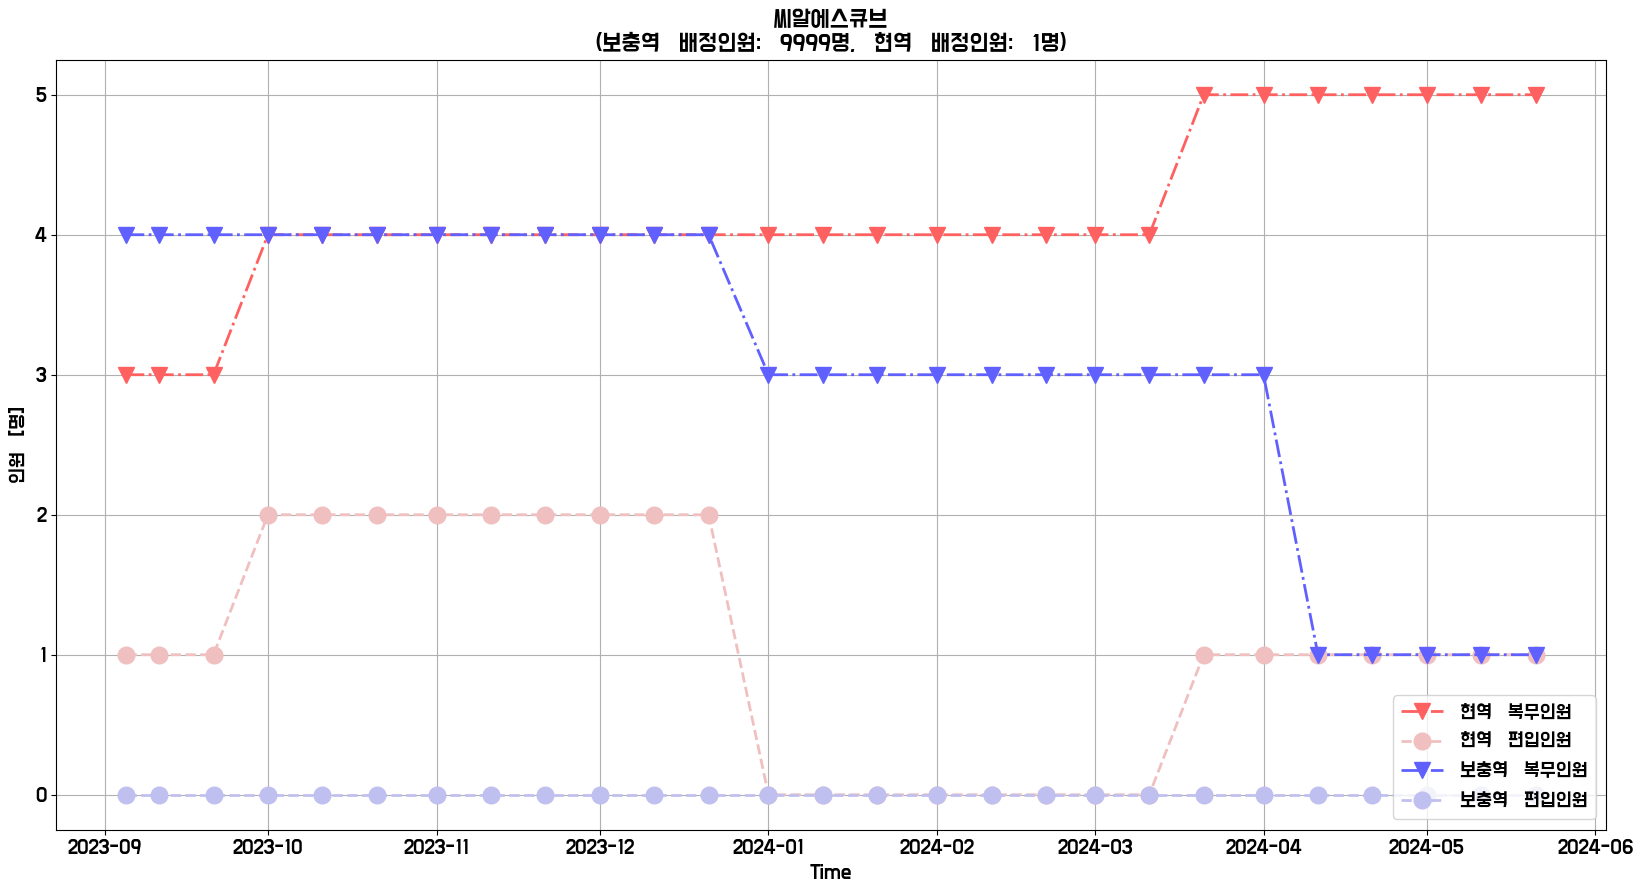 씨알에스큐브
(보충역 배정인원: 9999명, 현역 배정인원: 1명)
인원 [명]
5
4
3
2
1
0
현역 복무인원
현역 편입인원
보충역 복무인원
보충역 편입인원
2023-09 2023-10 2023-11 2023-12 2024-01 2024-02 2024-03 2024-04 2024-05 2024-06
Time